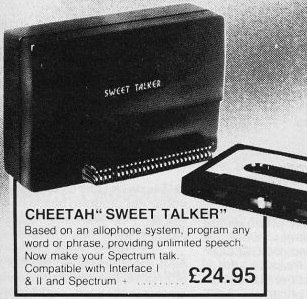 SWEET TALKER
CHEETAH "SWEET TALKER"
Based on an allophone system, program any
word or phrase, providing unlimited speech.
Now make your Spectrum talk.
Compatible with Interface I
& II and Spectrum + .......... £24.95